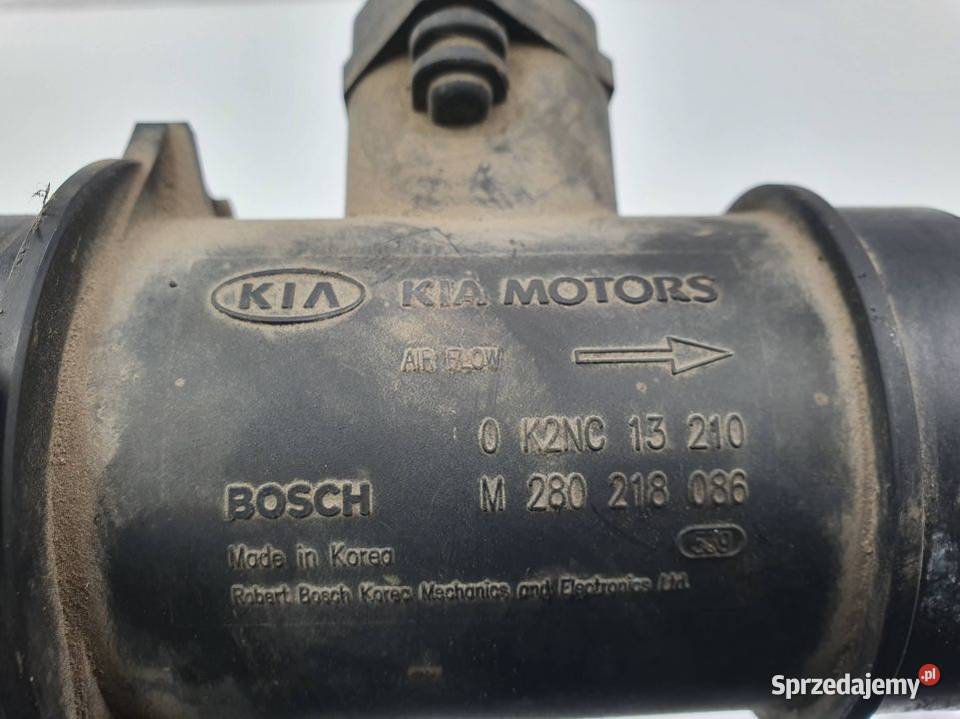 KIA KIA MOTORS
AIR FLOW
0 K2NC 13 210
BOSCH M 280 218 086
Made in Korea
Robert Bosch Korea Mechanics and Electronics Ltd.
Sprzedajemy.pl